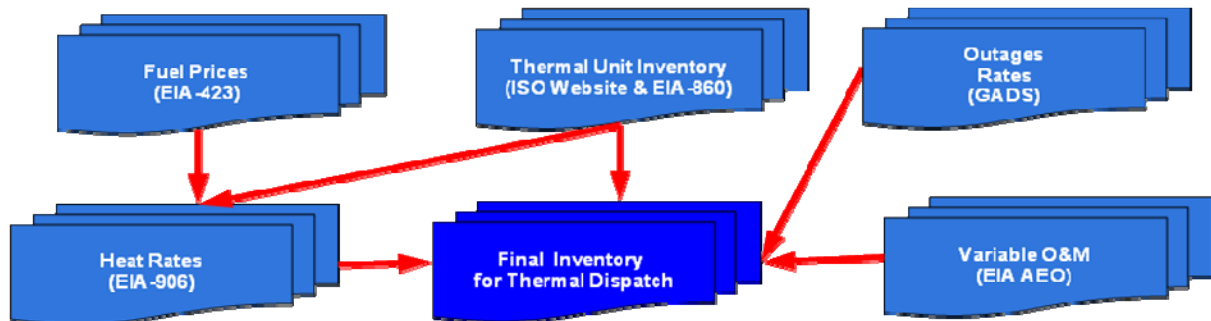 Fuel Prices
(EIA-423)
Thermal Unit Inventory
(ISO Website & EIA-860)
Outages
Rates
(GADS)
Heat Rates
(EIA-906)
Final Inventory
for Thermal Dispatch
Variable O&M
(EIA AEO)